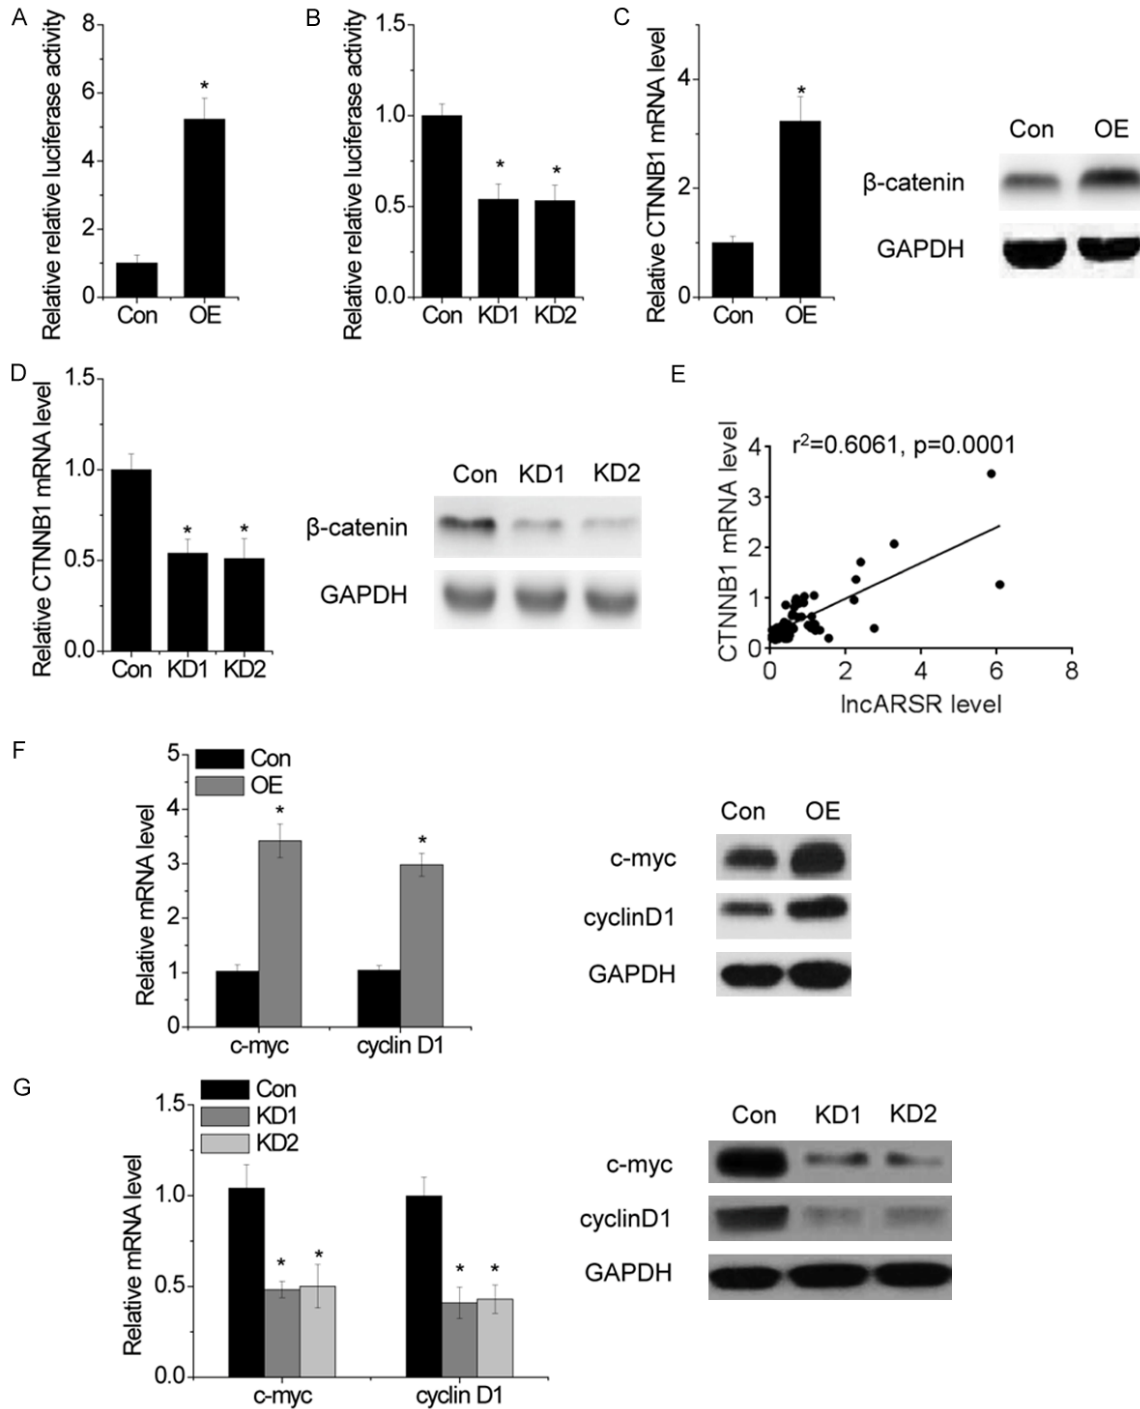 A
Relative relative luciferase activity
8
6
4
2
0
*
Con OE
B
Relative relative luciferase activity
1.5
1.0
0.5
0.0
* *
Con KD1 KD2
C
Relative CTNNB1 mRNA level
4
2
0
*
Con OE
Con OE
β-catenin
GAPDH
D
Relative CTNNB1 mRNA level
1.5
1.0
0.5
0.0
* *
Con KD1 KD2
Con KD1 KD2
β-catenin
GAPDH
E
r²=0.6061, p=0.0001
CTNNB1 mRNA level
4
3
2
1
0
0 2 4 6 8
lncARSR level
F
Con
OE
Relative mRNA level
5
4
3
2
1
0
* *
c-myc cyclin D1
Con OE
c-myc
cyclinD1
GAPDH
G
Con
KD1
KD2
Relative mRNA level
1.5
1.0
0.5
0.0
* * * *
c-myc cyclin D1
Con KD1 KD2
c-myc
cyclinD1
GAPDH